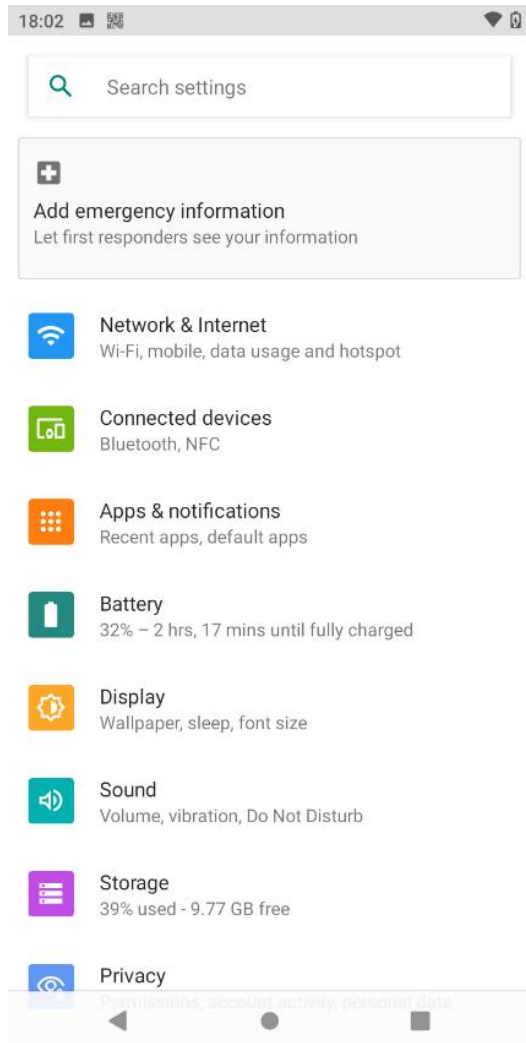 18:02
Search settings
Add emergency information
Let first responders see your information
Network & Internet
Wi-Fi, mobile, data usage and hotspot
Connected devices
Bluetooth, NFC
Apps & notifications
Recent apps, default apps
Battery
32% – 2 hrs, 17 mins until fully charged
Display
Wallpaper, sleep, font size
Sound
Volume, vibration, Do Not Disturb
Storage
39% used - 9.77 GB free
Privacy
Permissions, account activity, personal data